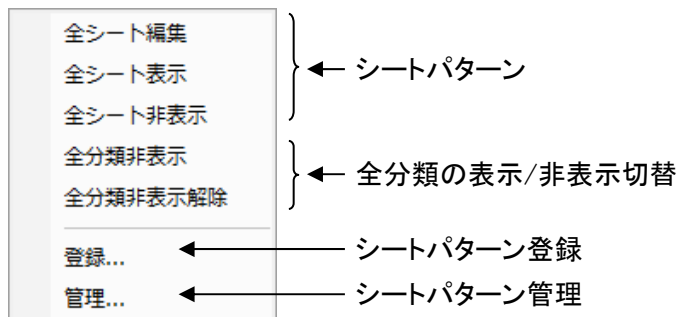 全シート編集
全シート表示
全シート非表示
シートパターン
全分類非表示
全分類非表示解除
全分類の表示/非表示切替
登録...
シートパターン登録
管理...
シートパターン管理